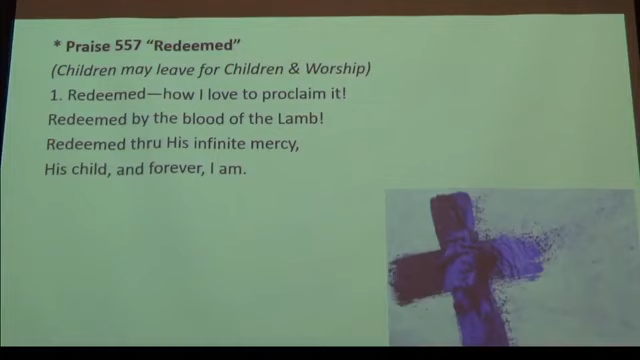 * Praise 557 “Redeemed”
(Children may leave for Children & Worship)
1. Redeemed—how I love to proclaim it!
Redeemed by the blood of the Lamb!
Redeemed thru His infinite mercy,
His child, and forever, I am.